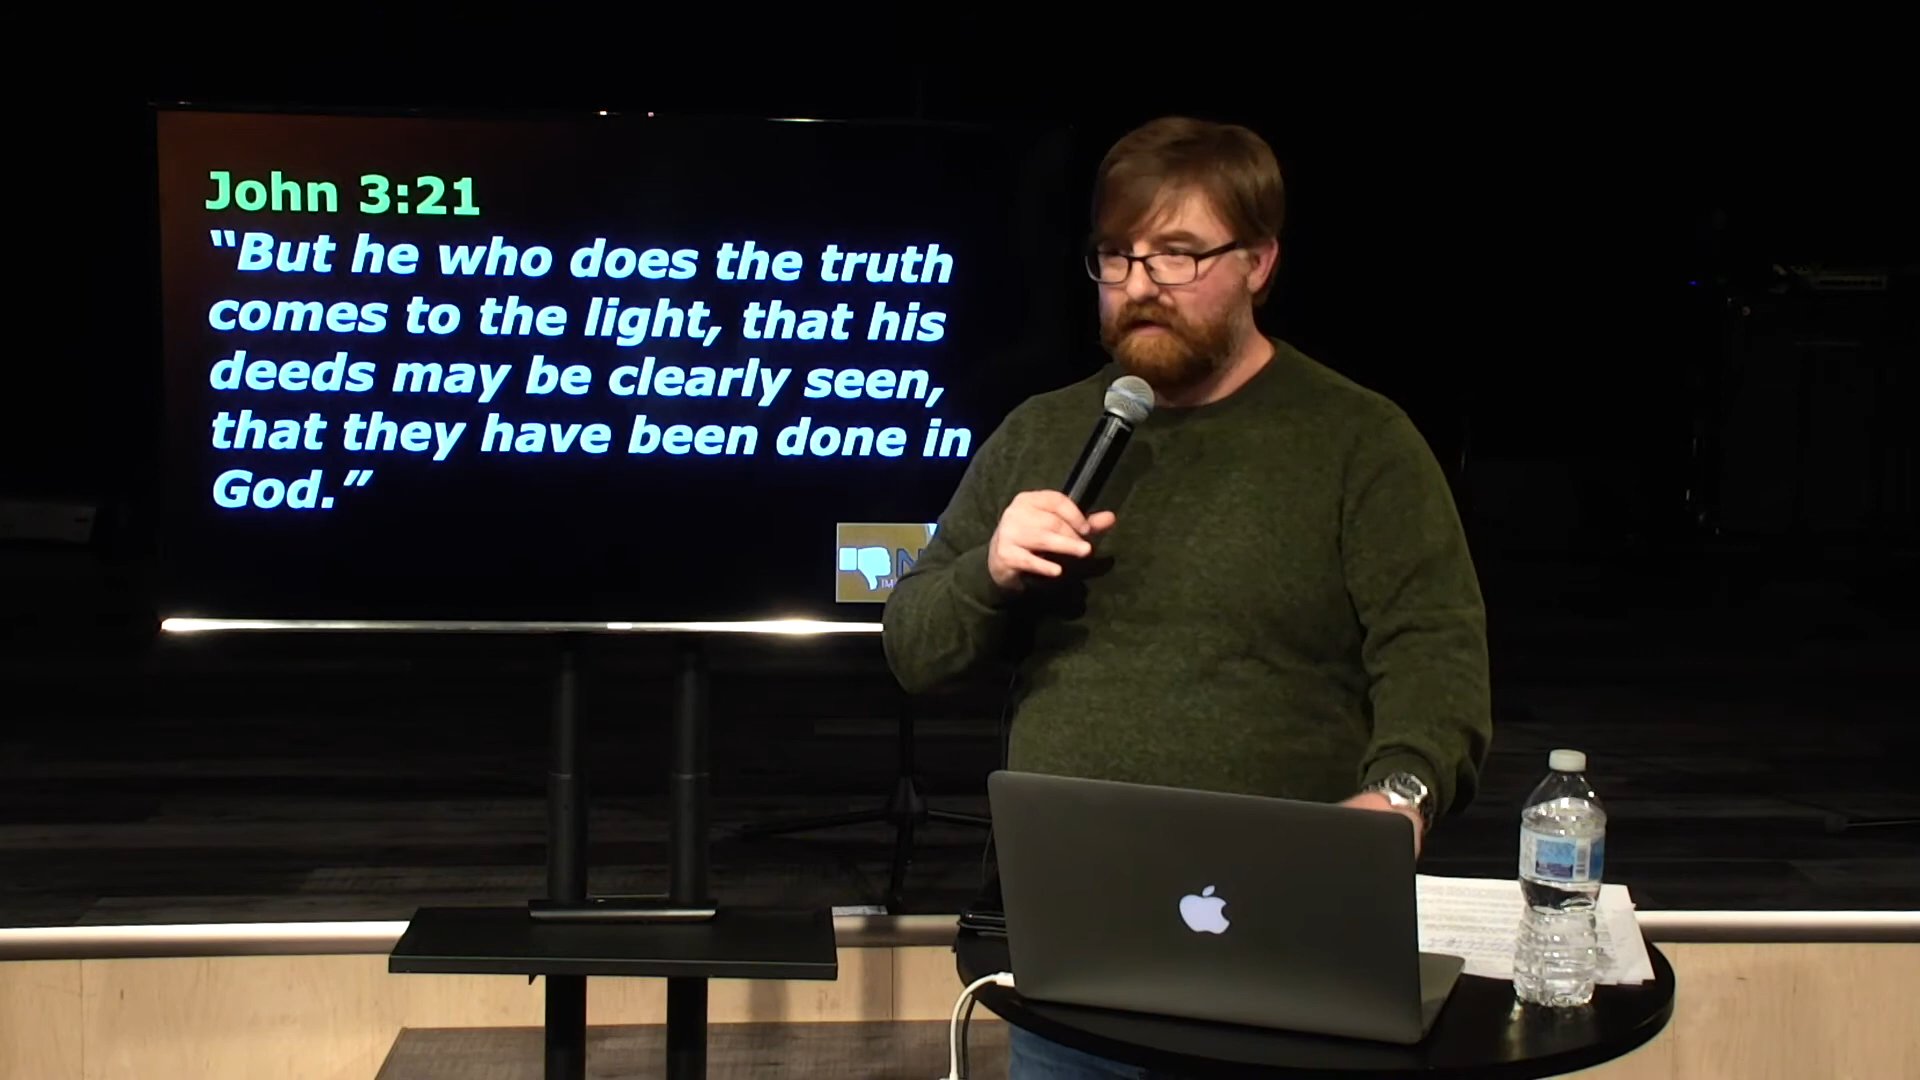 John 3:21
“But he who does the truth
comes to the light, that his
deeds may be clearly seen,
that they have been done in
God.”